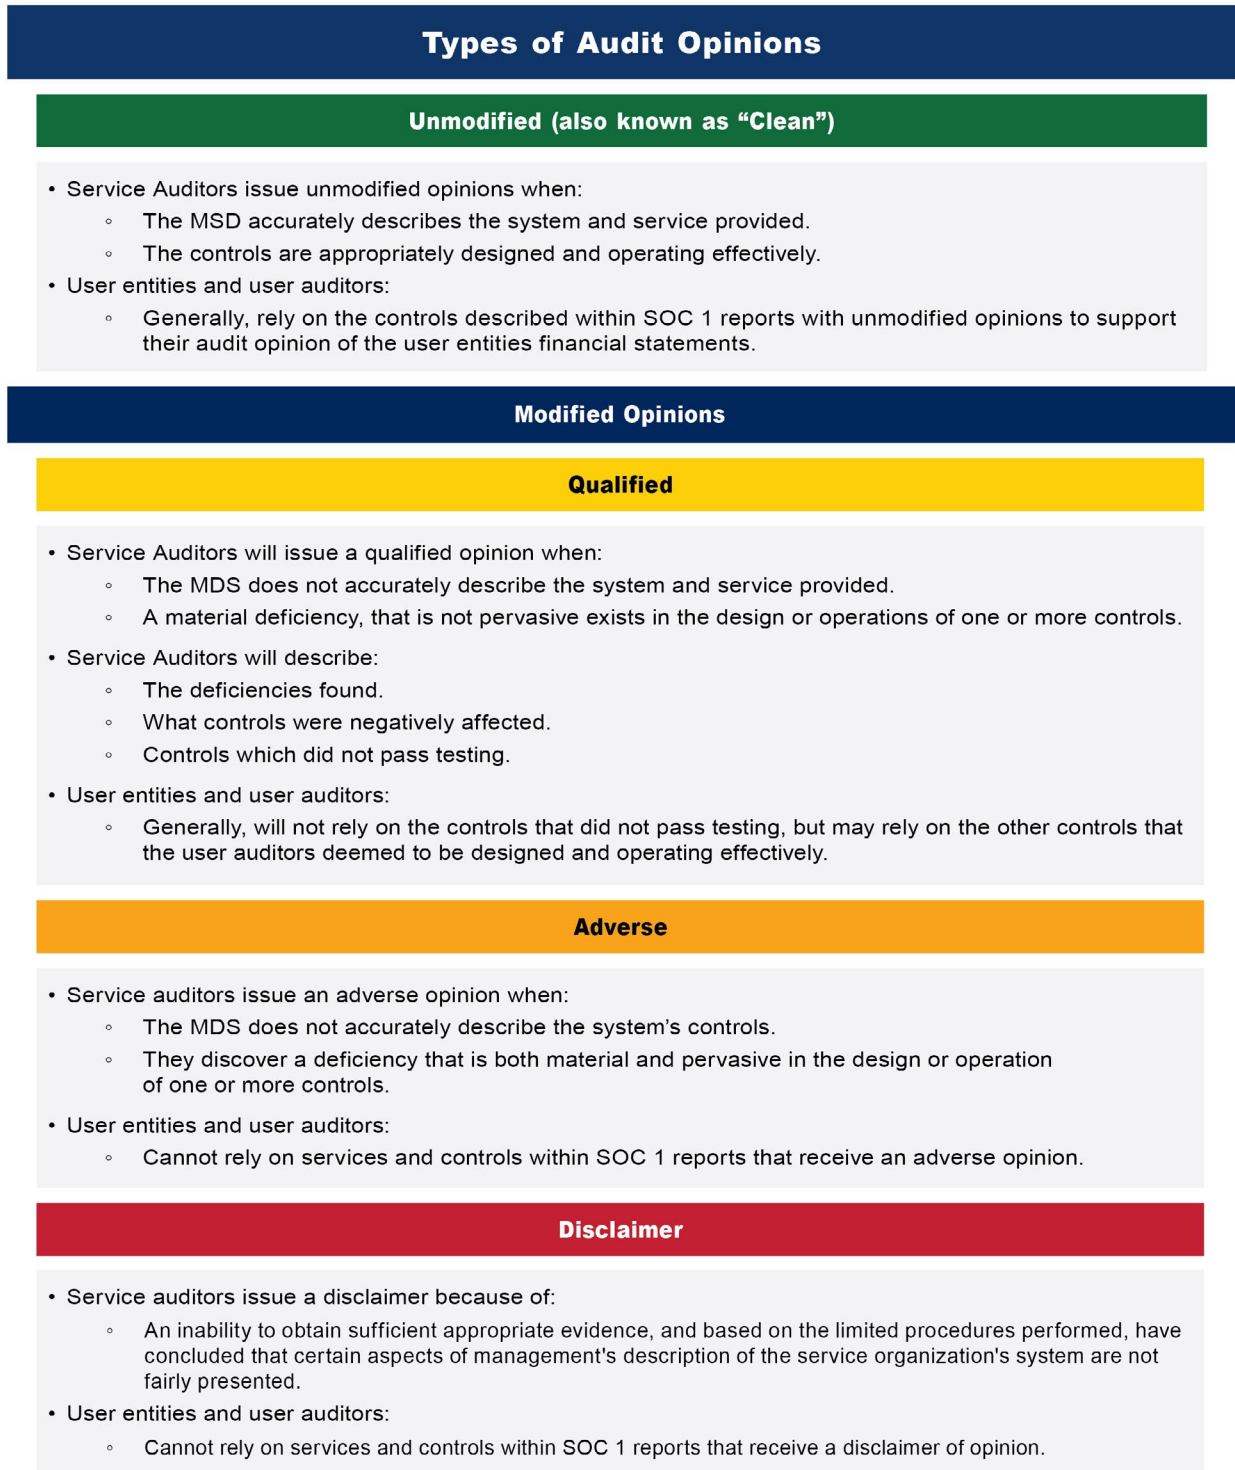 Types of Audit Opinions
Unmodified (also known as “Clean”)
• Service Auditors issue unmodified opinions when:
◦ The MSD accurately describes the system and service provided.
◦ The controls are appropriately designed and operating effectively.
• User entities and user auditors:
◦ Generally, rely on the controls described within SOC 1 reports with unmodified opinions to support
their audit opinion of the user entities financial statements.
Modified Opinions
Qualified
• Service Auditors will issue a qualified opinion when:
◦ The MDS does not accurately describe the system and service provided.
◦ A material deficiency, that is not pervasive exists in the design or operations of one or more controls.
• Service Auditors will describe:
◦ The deficiencies found.
◦ What controls were negatively affected.
◦ Controls which did not pass testing.
• User entities and user auditors:
◦ Generally, will not rely on the controls that did not pass testing, but may rely on the other controls that
the user auditors deemed to be designed and operating effectively.
Adverse
• Service auditors issue an adverse opinion when:
◦ The MDS does not accurately describe the system’s controls.
◦ They discover a deficiency that is both material and pervasive in the design or operation
of one or more controls.
• User entities and user auditors:
◦ Cannot rely on services and controls within SOC 1 reports that receive an adverse opinion.
Disclaimer
• Service auditors issue a disclaimer because of:
◦ An inability to obtain sufficient appropriate evidence, and based on the limited procedures performed, have
concluded that certain aspects of management's description of the service organization's system are not
fairly presented.
• User entities and user auditors:
◦ Cannot rely on services and controls within SOC 1 reports that receive a disclaimer of opinion.